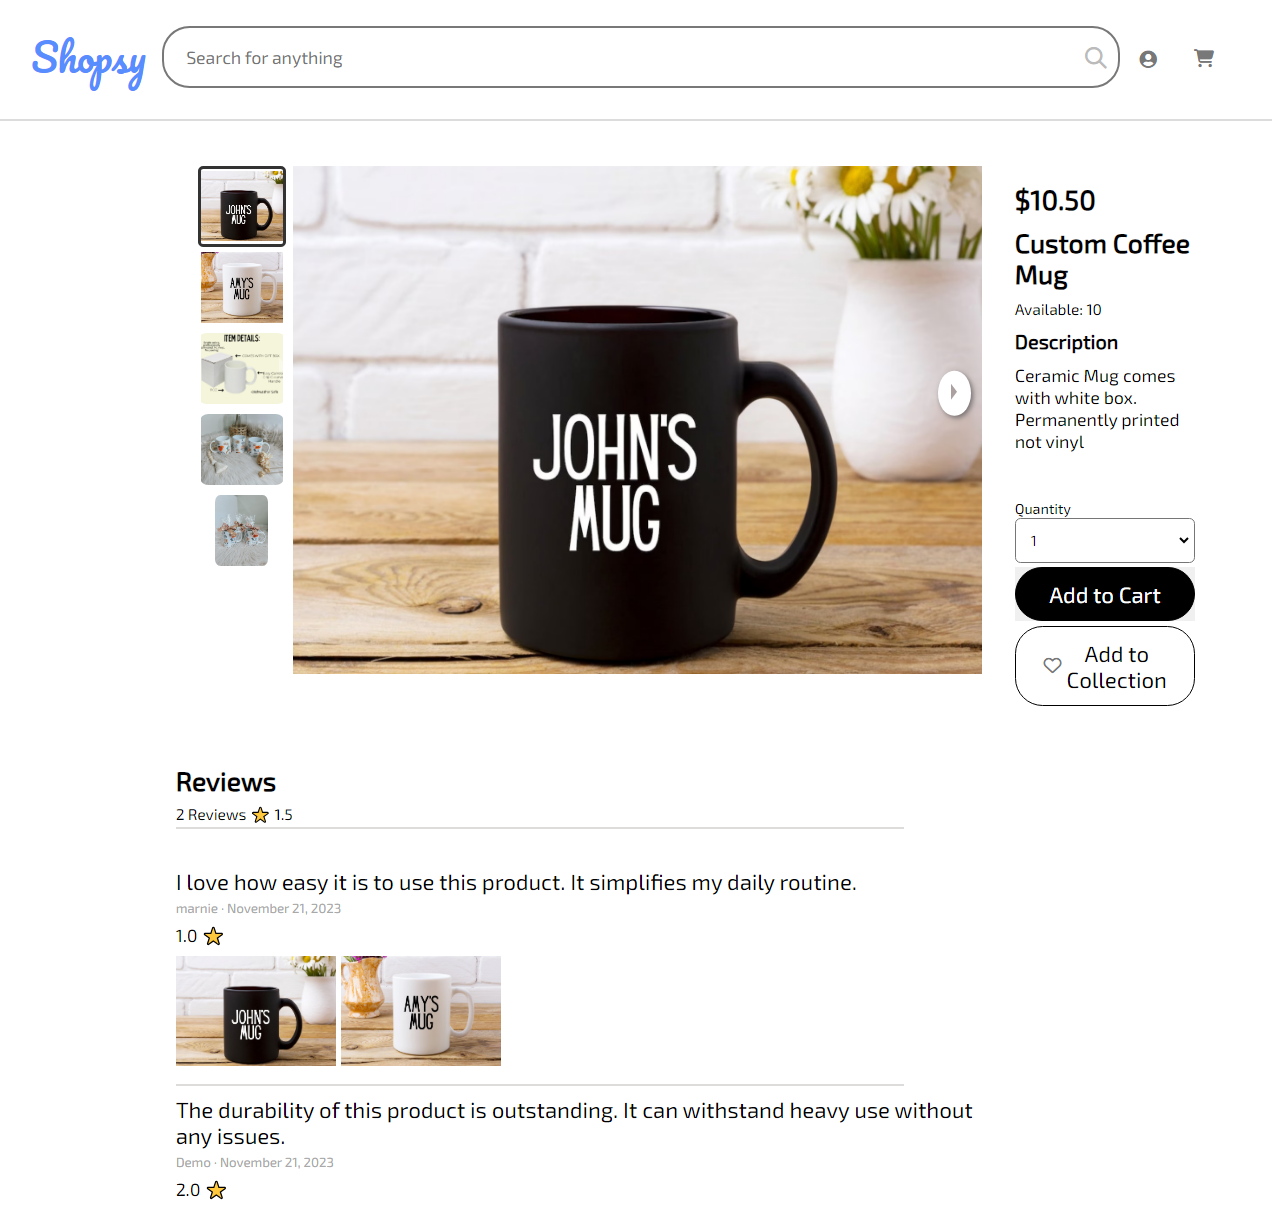 Shopsy
Search for anything
JOHN'S
MUG
AMY'S
MUG
ITEM DETAILS:
JOHN'S
MUG
$10.50
Custom Coffee
Mug
Available: 10
Description
Ceramic Mug comes
with white box.
Permanently printed
not vinyl
Quantity
1
Add to Cart
Add to
Collection
Reviews
2 Reviews 1.5
I love how easy it is to use this product. It simplifies my daily routine.
marnie · November 21, 2023
1.0
JOHN'S
MUG
AMY'S
MUG
The durability of this product is outstanding. It can withstand heavy use without
any issues.
Demo · November 21, 2023
2.0